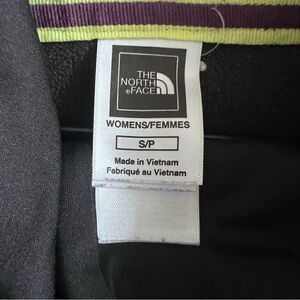 THE
NORTH
FACE
WOMENS/FEMMES
S/P
Made in Vietnam
Fabriqué au Vietnam